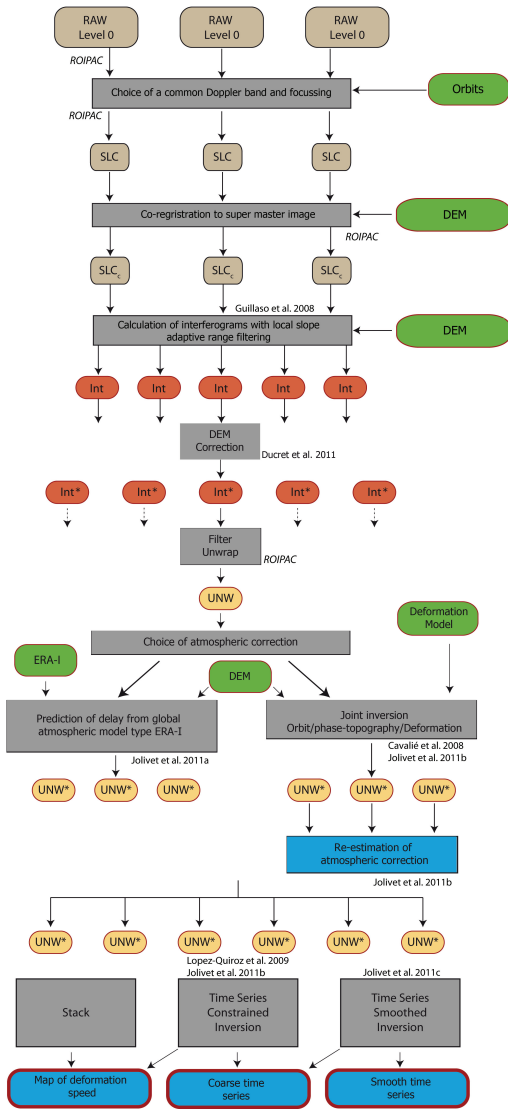 RAW
Level 0
RAW
Level 0
RAW
Level 0
ROIPAC
Choice of a common Doppler band and focussing
Orbits
ROIPAC
SLC
SLC
SLC
Co-regristration to super master image
DEM
ROIPAC
SLCc
SLCc
SLCc
Guillaso et al. 2008
Calculation of interferograms with local slope
adaptive range filtering
DEM
Int
Int
Int
Int
Int
DEM
Correction
Ducret et al. 2011
Int*
Int*
Int*
Int*
Int*
Filter
Unwrap
ROIPAC
UNW
Deformation
Model
Choice of atmospheric correction
ERA-I
DEM
Prediction of delay from global
atmospheric model type ERA-I
Joint inversion
Orbit/phase-topography/Deformation
Jolivet et al. 2011a
Cavalié et al. 2008
Jolivet et al. 2011b
UNW*
UNW*
UNW*
UNW*
UNW*
UNW*
Re-estimation of
atmospheric correction
Jolivet et al. 2011b
UNW*
UNW*
UNW*
UNW*
UNW*
UNW*
Lopez-Quiroz et al. 2009
Jolivet et al. 2011b
Jolivet et al. 2011c
Stack
Time Series
Constrained
Inversion
Time Series
Smoothed
Inversion
Map of deformation
speed
Coarse time
series
Smooth time
series